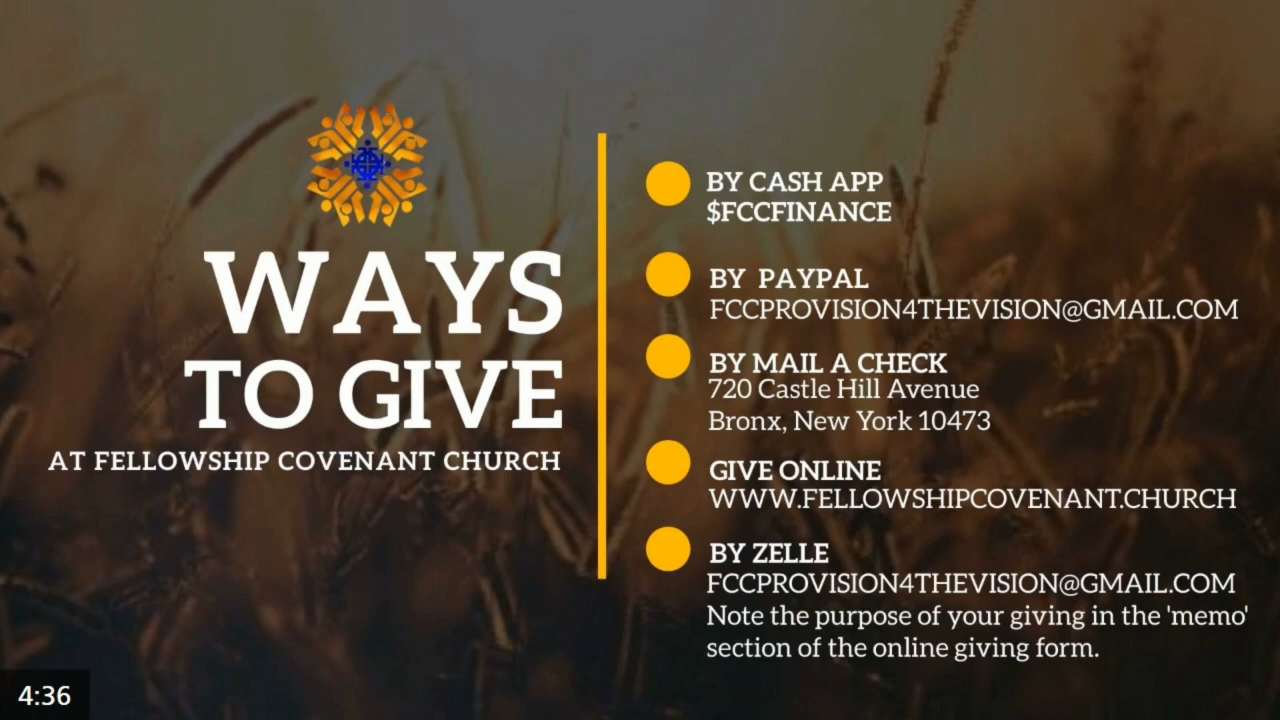 WAYS
TO GIVE
AT FELLOWSHIP COVENANT CHURCH
BY CASH APP
$FCCFINANCE
BY PAYPAL
FCCPROVISION4THEVISION@GMAIL.COM
BY MAIL A CHECK
720 Castle Hill Avenue
Bronx, New York 10473
GIVE ONLINE
WWW.FELLOWSHIPCOVENANT.CHURCH
BY ZELLE
FCCPROVISION4THEVISION@GMAIL.COM
Note the purpose of your giving in the 'memo'
section of the online giving form.
4:36